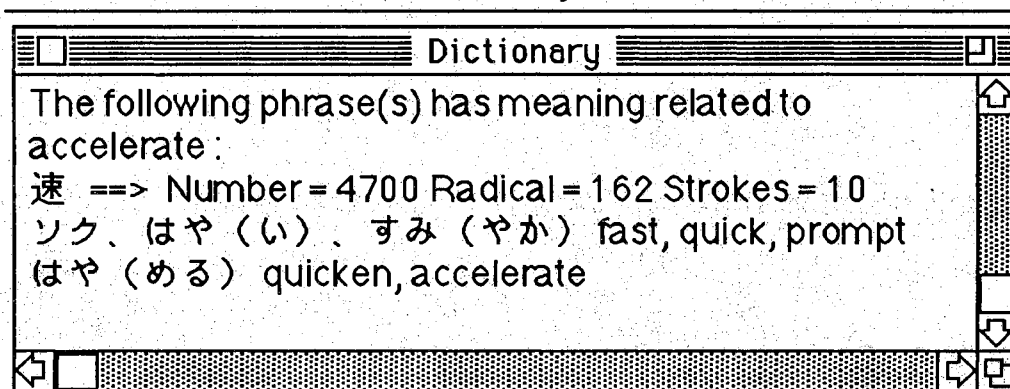 Dictionary
The following phrase(s) has meaning related to
accelerate :
速 ==> Number = 4700 Radical = 162 Strokes = 10
ソク、はや（い）、すみ（やか） fast, quick, prompt
はや（める） quicken, accelerate